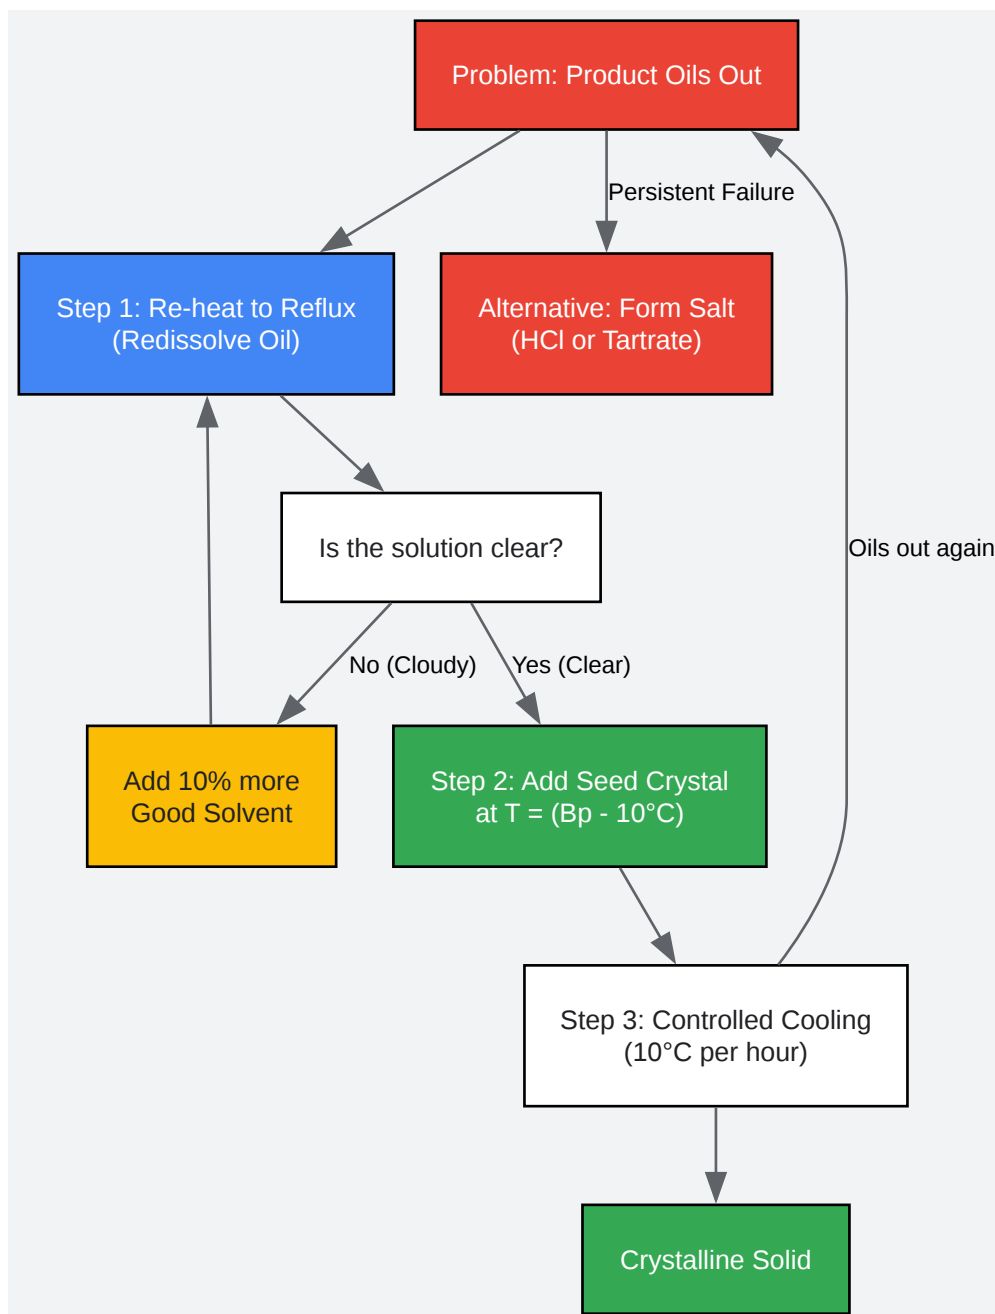 Problem: Product Oils Out
Persistent Failure
Step 1: Re-heat to Reflux
(Redissolve Oil)
Alternative: Form Salt
(HCl or Tartrate)
Is the solution clear?
Oils out again
No (Cloudy)
Yes (Clear)
Add 10% more
Good Solvent
Step 2: Add Seed Crystal
at T = (Bp - 10°C)
Step 3: Controlled Cooling
(10°C per hour)
Crystalline Solid